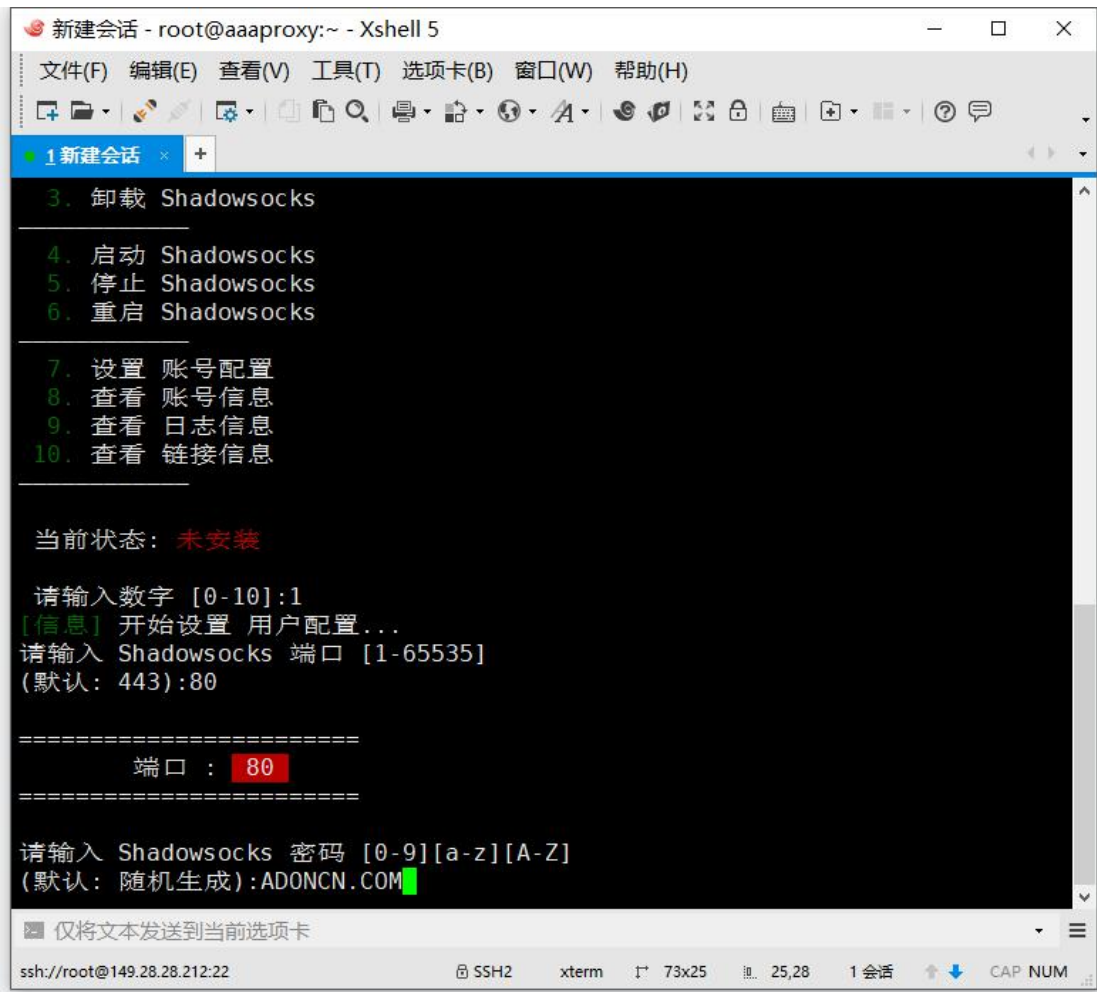 新建会话 - root@aaaproxy:~ - Xshell 5
文件(F) 编辑(E) 查看(V) 工具(T) 选项卡(B) 窗口(W) 帮助(H)
1 新建会话 × +
3. 卸载 Shadowsocks
————————————
4. 启动 Shadowsocks
5. 停止 Shadowsocks
6. 重启 Shadowsocks
————————————
7. 设置 账号配置
8. 查看 账号信息
9. 查看 日志信息
10. 查看 链接信息
————————————
当前状态: 未安装
请输入数字 [0-10]:1
[信息] 开始设置 用户配置...
请输入 Shadowsocks 端口 [1-65535]
(默认: 443):80
========================
端口 : 80
========================
请输入 Shadowsocks 密码 [0-9][a-z][A-Z]
(默认: 随机生成):ADONCN.COM
仅将文本发送到当前选项卡
ssh://root@149.28.28.212:22 SSH2 xterm 73x25 25,28 1 会话 CAP NUM